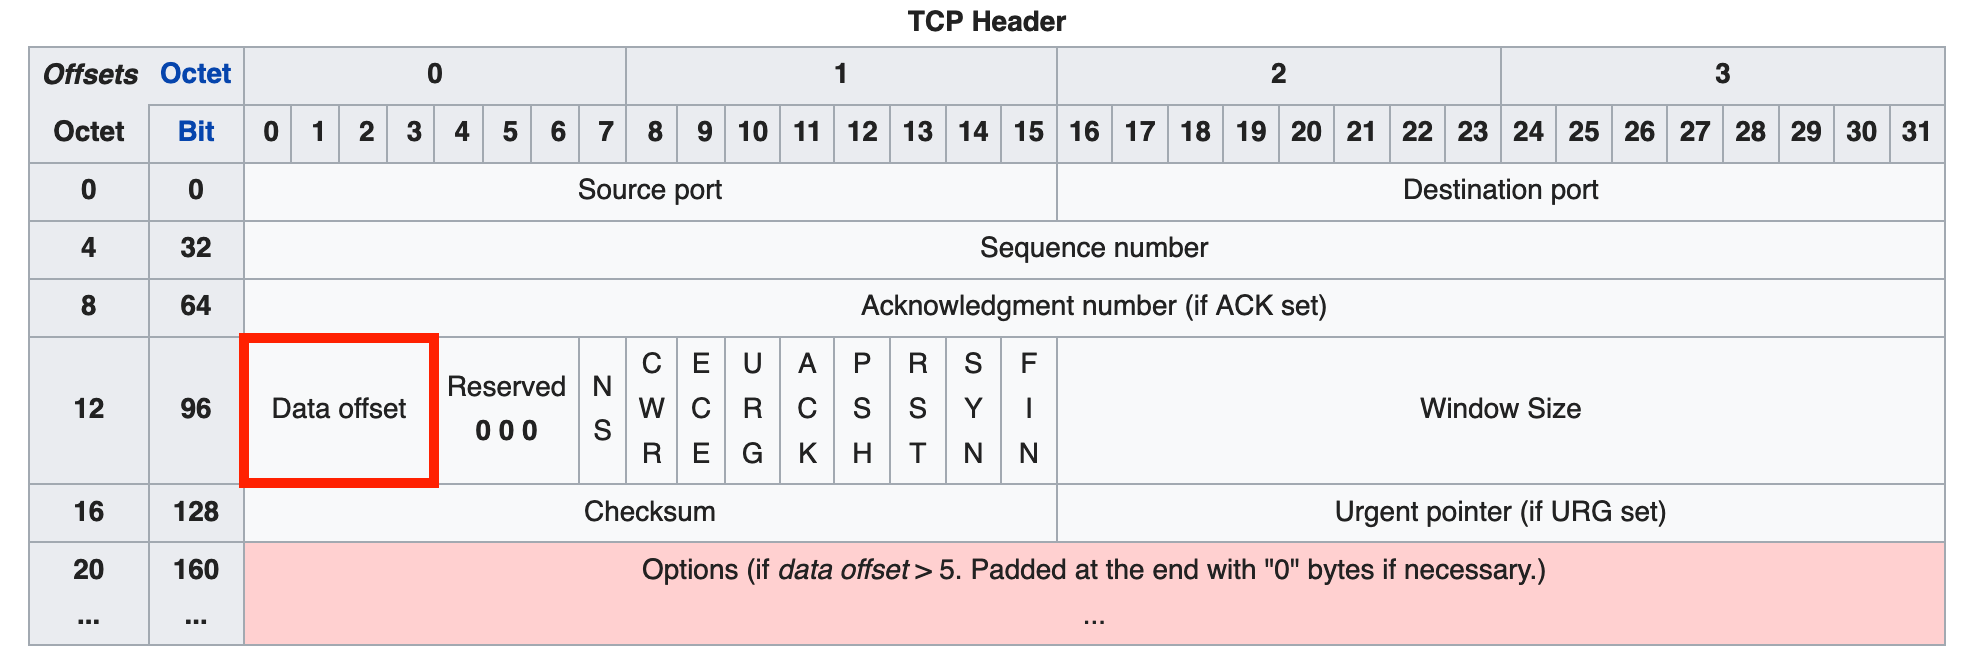 TCP Header
Offsets Octet 0 1 2 3
Octet Bit 0 1 2 3 4 5 6 7 8 9 10 11 12 13 14 15 16 17 18 19 20 21 22 23 24 25 26 27 28 29 30 31
0 0 Source port Destination port
4 32 Sequence number
8 64 Acknowledgment number (if ACK set)
12 96 Data offset Reserved 0 0 0 NS CWR ECE URG ACK PSH RST SYN FIN Window Size
16 128 Checksum Urgent pointer (if URG set)
20 160 Options (if data offset > 5. Padded at the end with "0" bytes if necessary.)
... ... ...